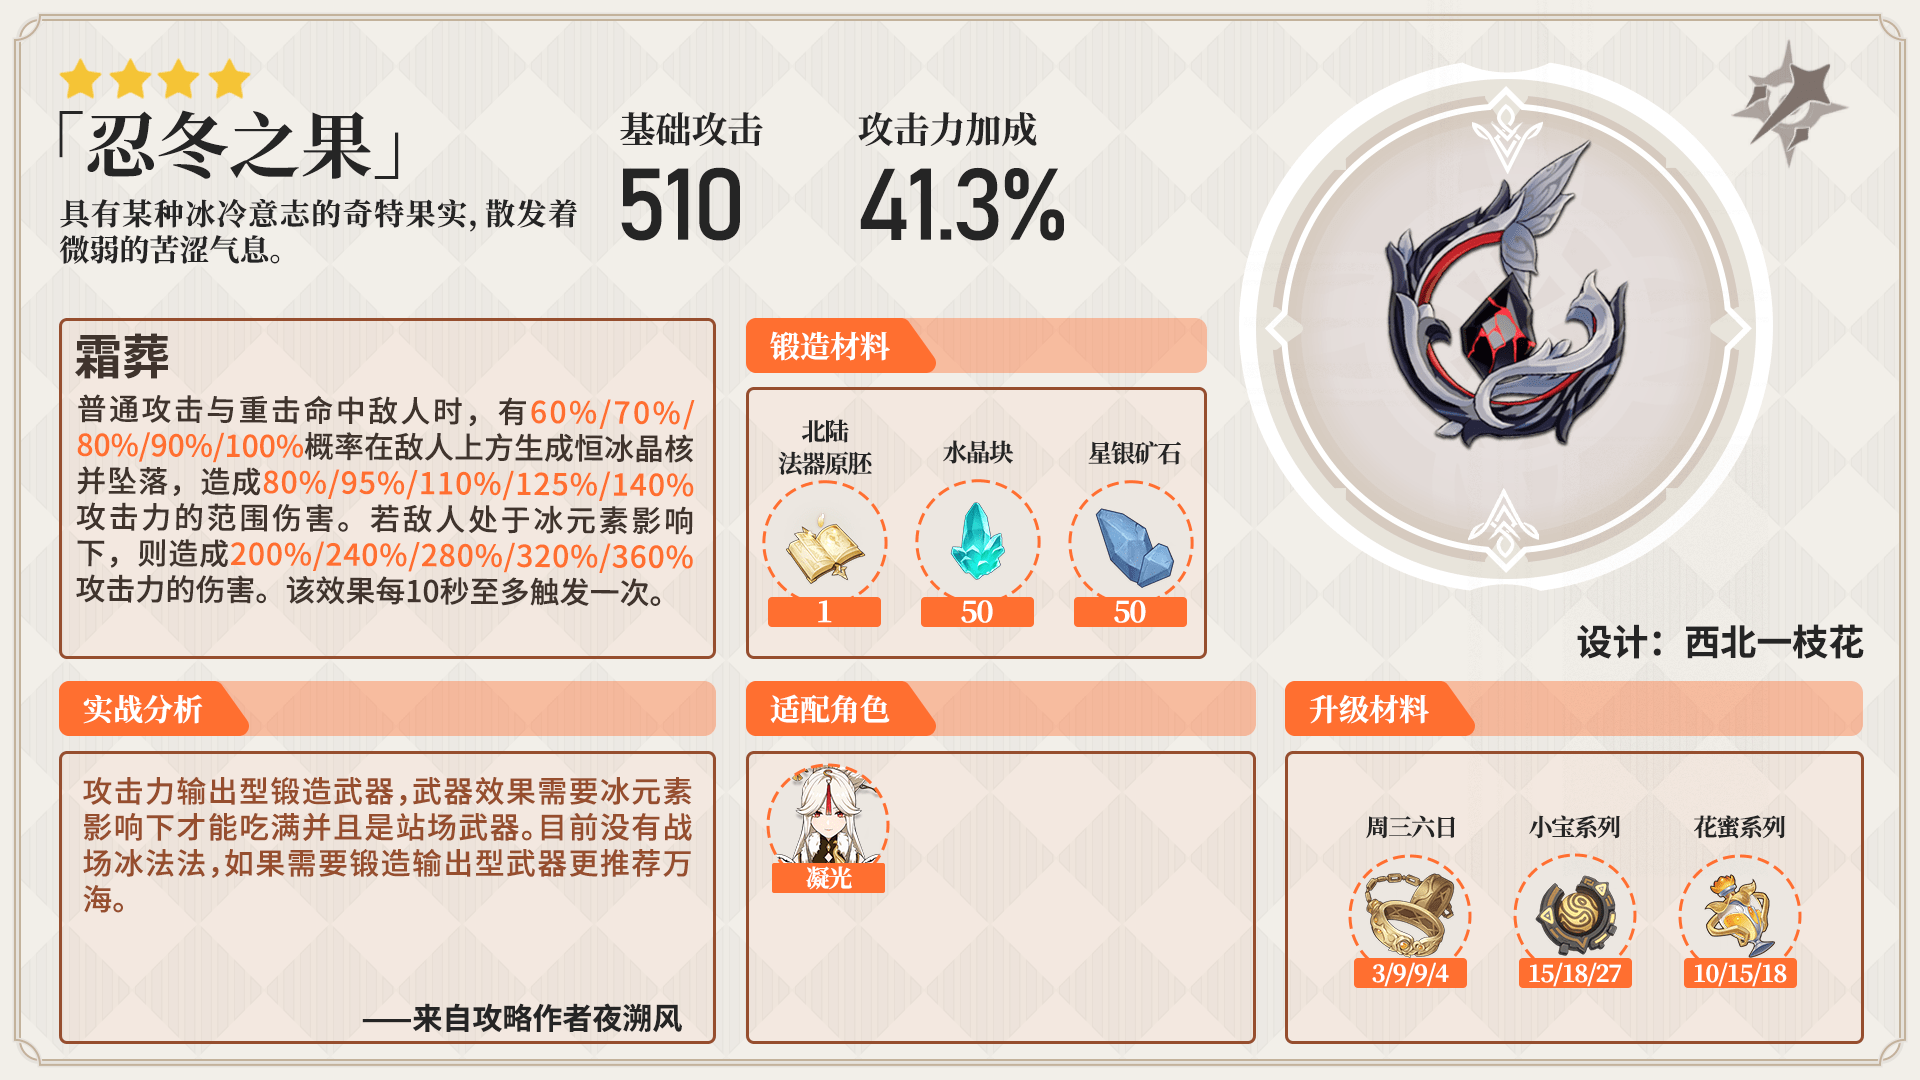 「忍冬之果」
具有某种冰冷意志的奇特果实，散发着
微弱的苦涩气息。
基础攻击
510
攻击力加成
41.3%
霜葬
普通攻击与重击命中敌人时，有60%/70%/
80%/90%/100%概率在敌人上方生成恒冰晶核
并坠落，造成80%/95%/110%/125%/140%
攻击力的范围伤害。若敌人处于冰元素影响
下，则造成200%/240%/280%/320%/360%
攻击力的伤害。该效果每10秒至多触发一次。
锻造材料
北陆
法器原胚
水晶块
星银矿石
1
50
50
设计：西北一枝花
实战分析
攻击力输出型锻造武器，武器效果需要冰元素
影响下才能吃满并且是站场武器。目前没有战
场冰法法，如果需要锻造输出型武器更推荐万
海。
——来自攻略作者夜溯风
适配角色
凝光
升级材料
周三六日
小宝系列
花蜜系列
3/9/9/4
15/18/27
10/15/18